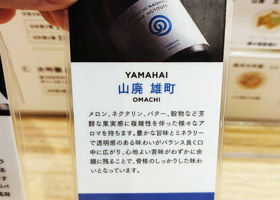 YAMAHAI
山廃 雄町
OMACHI
メロン、ネクタリン、バター、穀物など芳
醇な果実感に複雑性を伴った様々なア
ロマを持ちます。豊かな旨味とミネラリー
で透明感のある味わいがバランス良く口
中に広がり、心地よい苦味がわずかに余
韻に残ることで、骨格のしっかりした味わ
いとなっています。